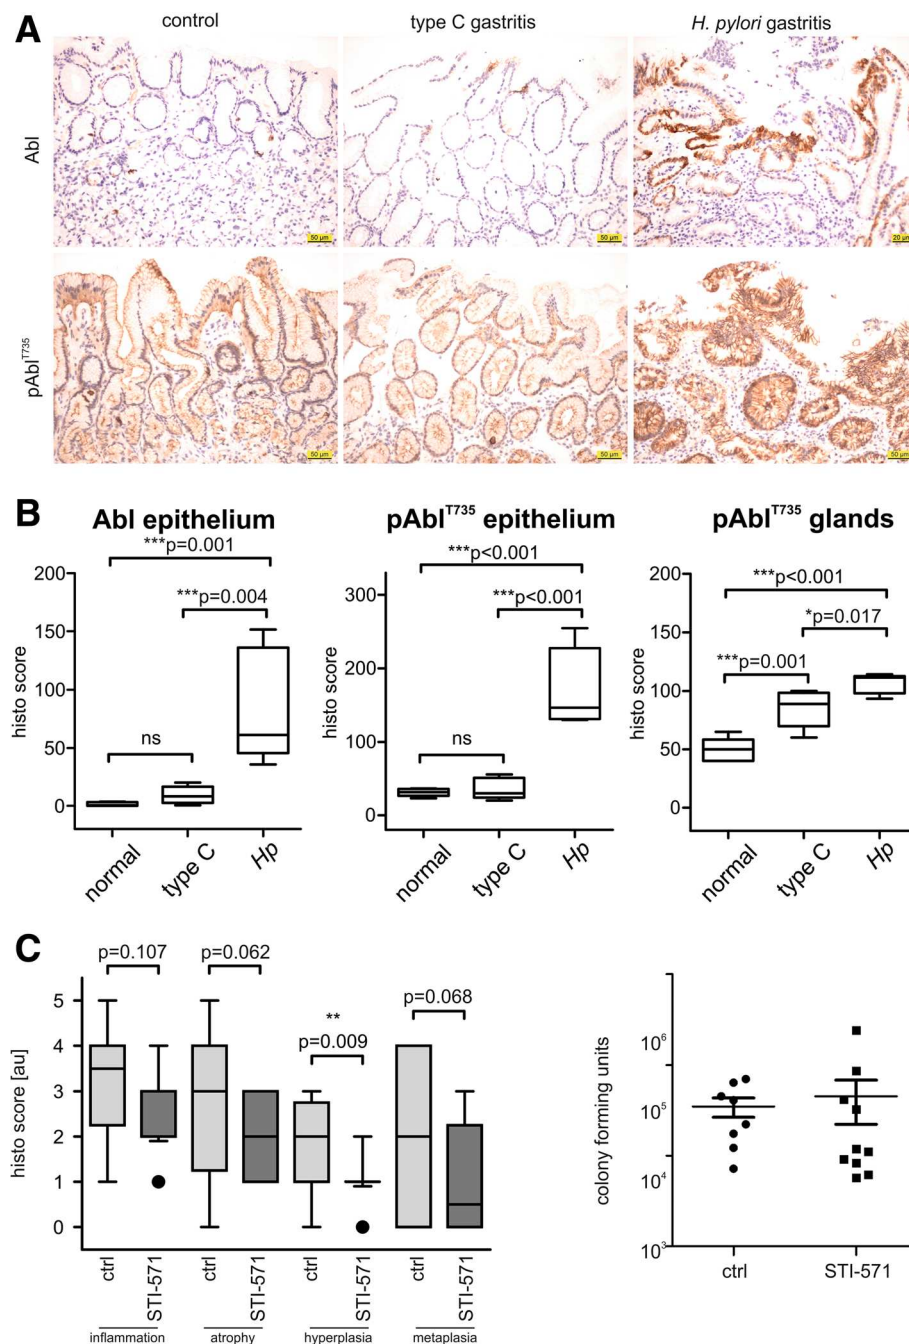 A
control
type C gastritis
H. pylori gastritis
Abl
50 µm
50 µm
20 µm
pAblT735
50 µm
50 µm
50 µm
B
Abl epithelium
***p=0.001
***p=0.004
ns
histo score
200
150
100
50
0
normal
type C
Hp
pAblT735 epithelium
***p<0.001
***p<0.001
ns
histo score
300
200
100
0
normal
type C
Hp
pAblT735 glands
***p<0.001
*p=0.017
***p=0.001
histo score
200
150
100
50
0
normal
type C
Hp
C
p=0.107
p=0.062
**
p=0.009
p=0.068
histo score [au]
5
4
3
2
1
0
ctrl
STI-571
ctrl
STI-571
ctrl
STI-571
ctrl
STI-571
inflammation
atrophy
hyperplasia
metaplasia
colony forming units
10^6
10^5
10^4
10^3
ctrl
STI-571